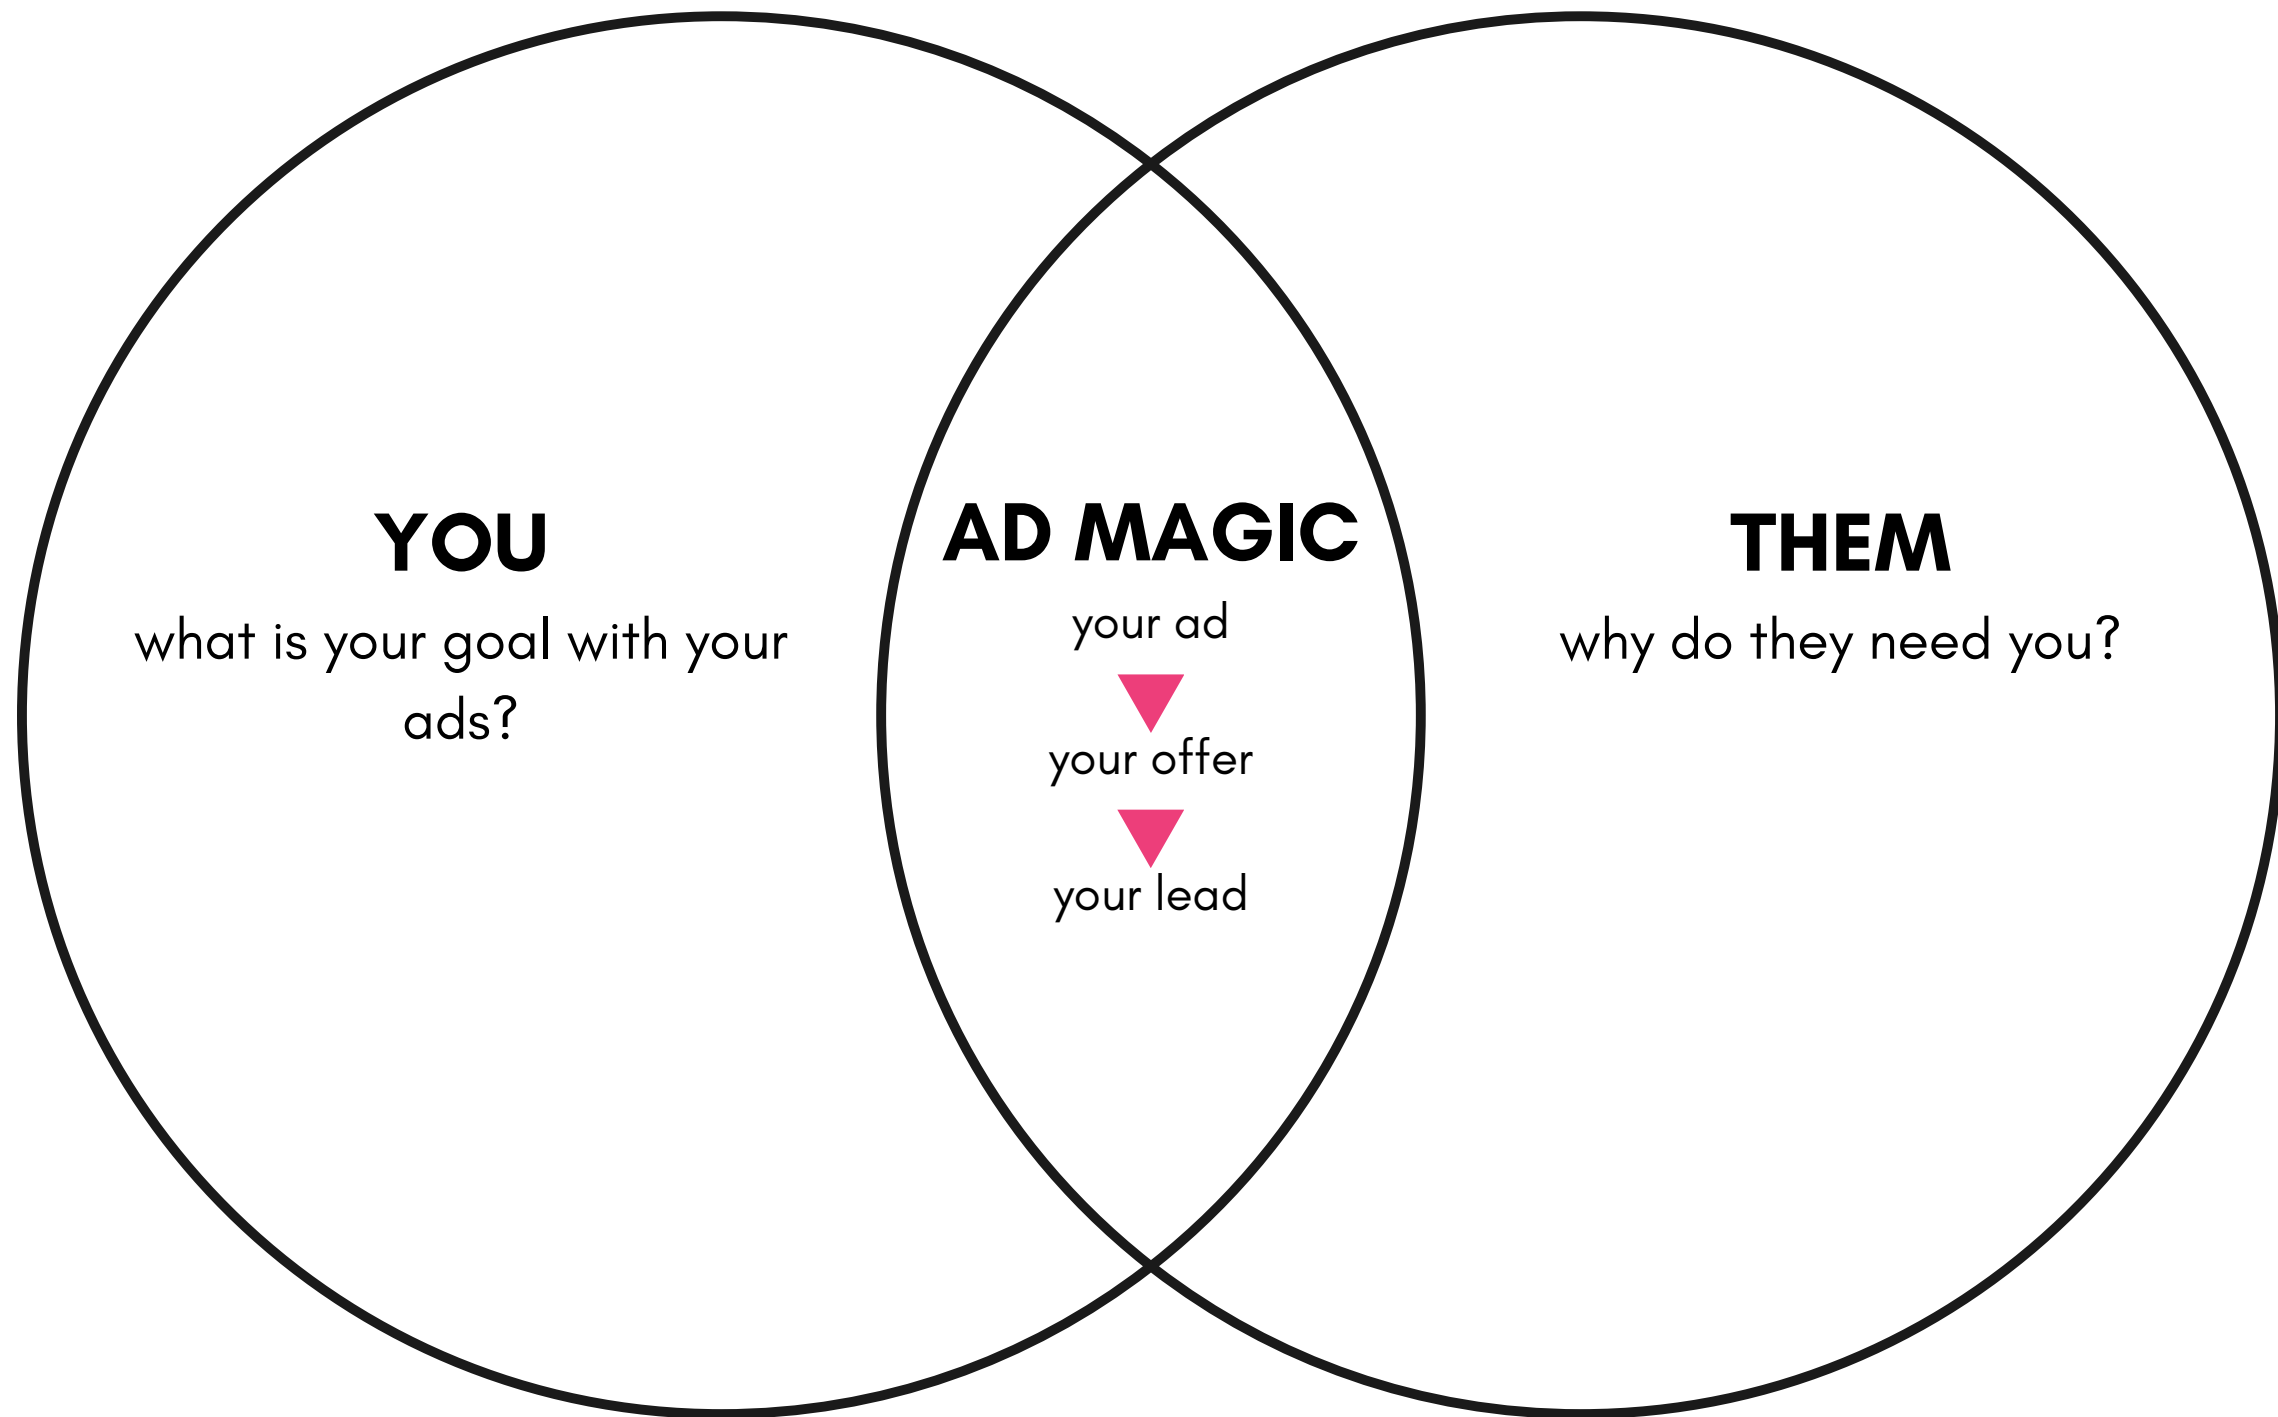 YOU
what is your goal with your
ads?
AD MAGIC
your ad
your offer
your lead
THEM
why do they need you?